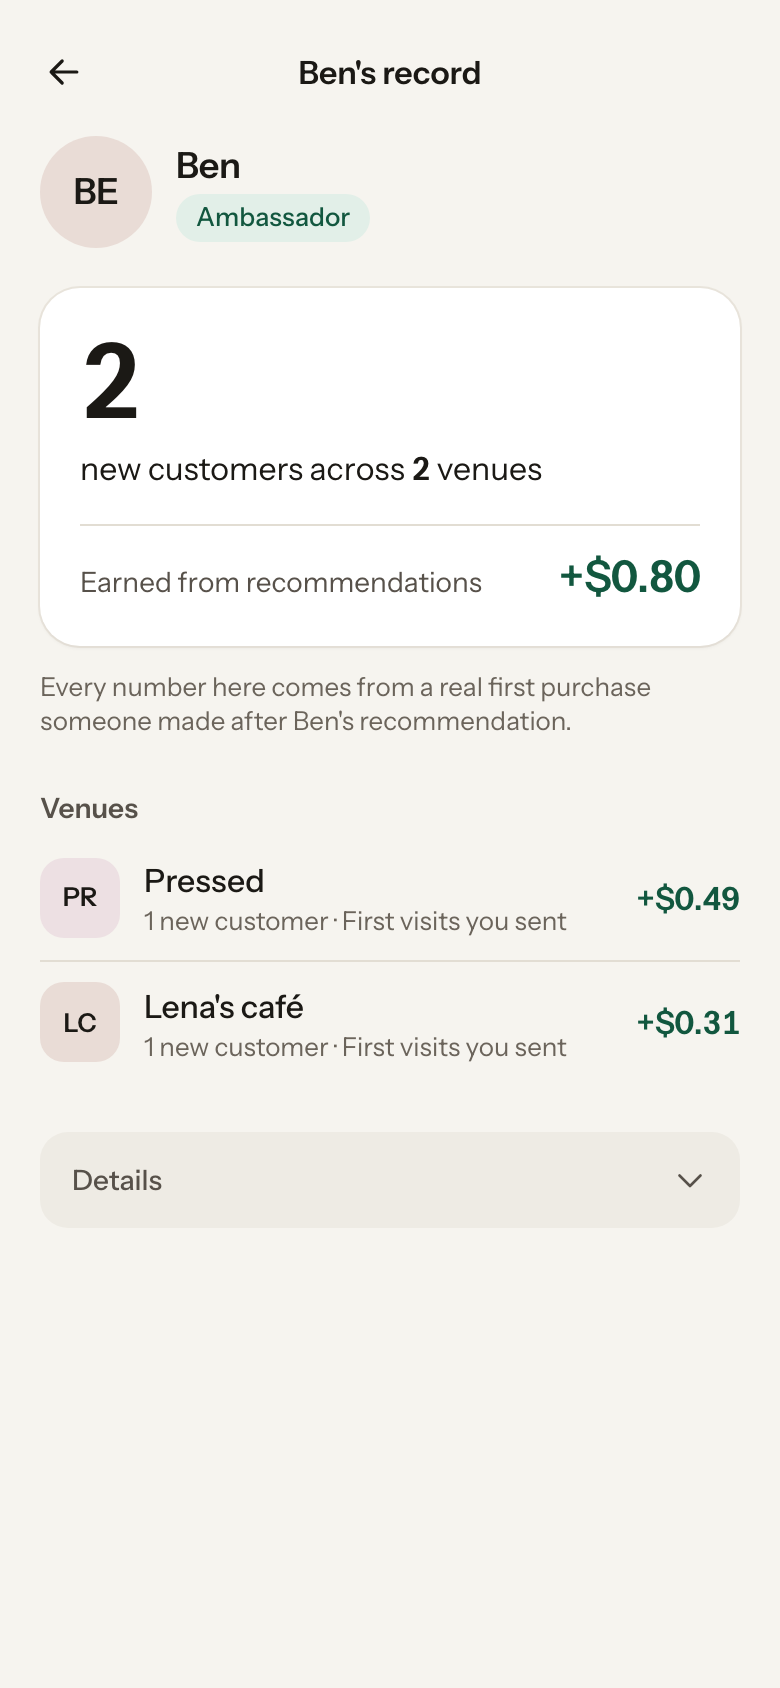 Ben's record
BE
Ben
Ambassador
2
new customers across 2 venues
Earned from recommendations +$0.80
Every number here comes from a real first purchase
someone made after Ben's recommendation.
Venues
PR
Pressed
1 new customer · First visits you sent
+$0.49
LC
Lena's café
1 new customer · First visits you sent
+$0.31
Details